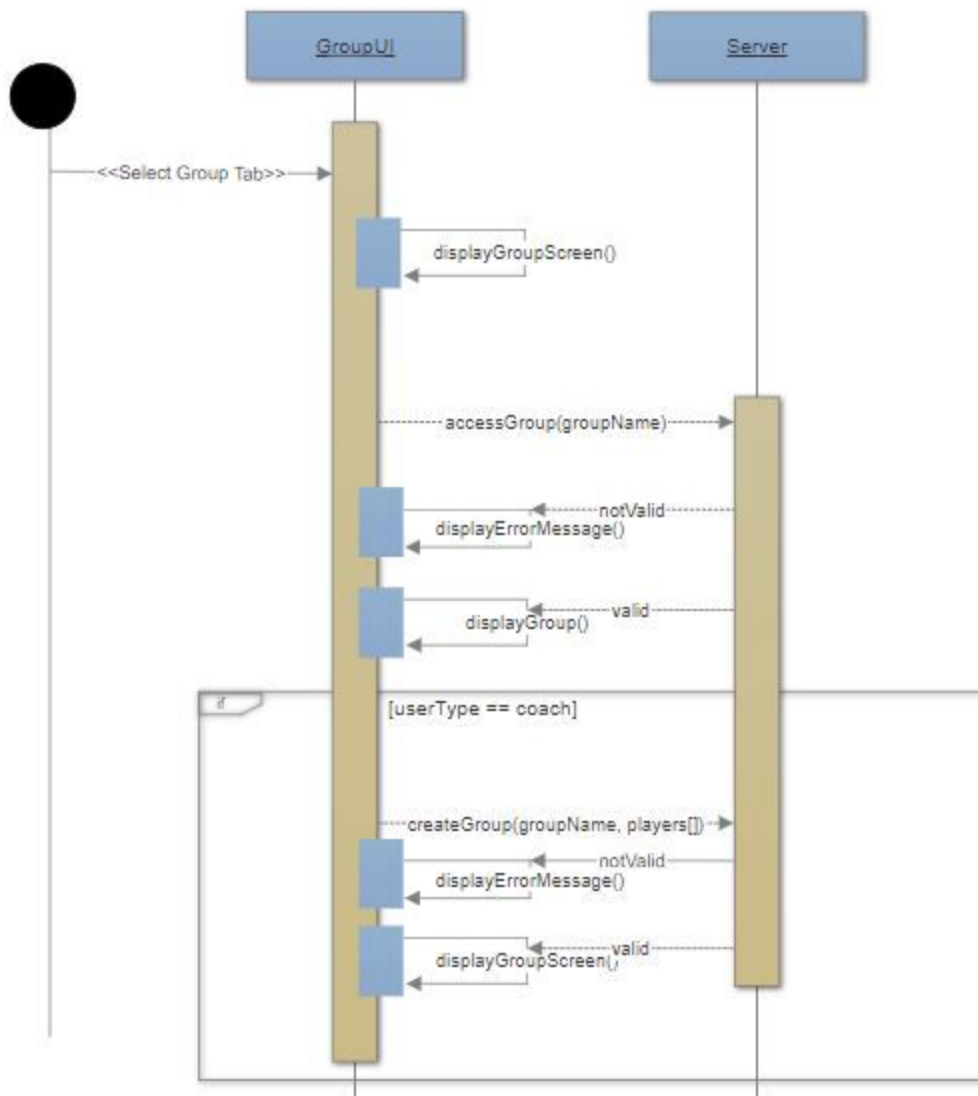 GroupUI
Server
<<Select Group Tab>>
displayGroupScreen()
accessGroup(groupName)
notValid
displayErrorMessage()
valid
displayGroup()
if
[userType == coach]
createGroup(groupName, players[])
notValid
displayErrorMessage()
valid
displayGroupScreen()